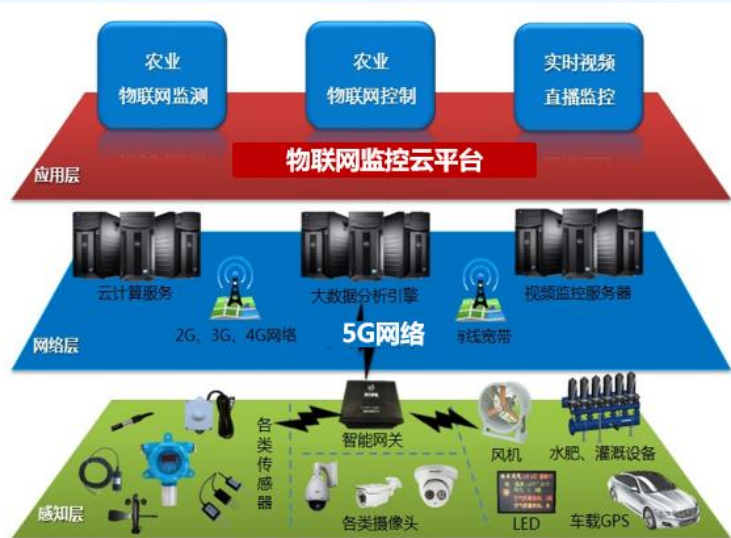 农业
物联网监测
农业
物联网控制
实时视频
直播监控
物联网监控云平台
应用层
云计算服务
大数据分析引擎
视频监控服务器
2G、3G、4G网络
5G网络
线宽带
网络层
各类传感器
智能网关
风机
水肥、灌溉设备
各类摄像头
LED
车载GPS
感知层